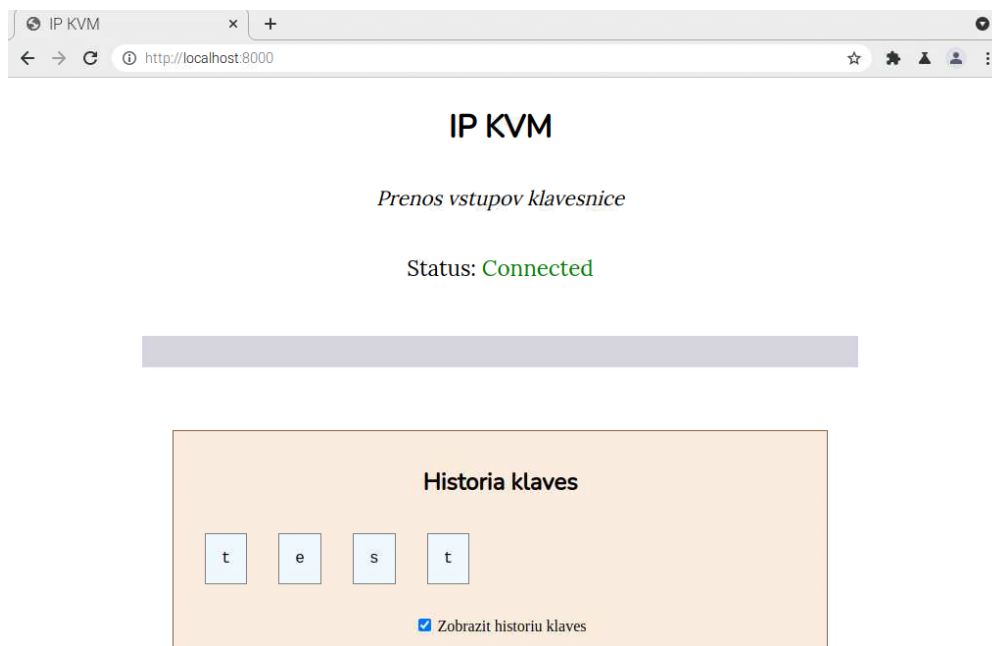 IP KVM
http://localhost:8000
IP KVM
Prenos vstupov klavesnice
Status: Connected
Historia klaves
t e s t
Zobrazit historiu klaves